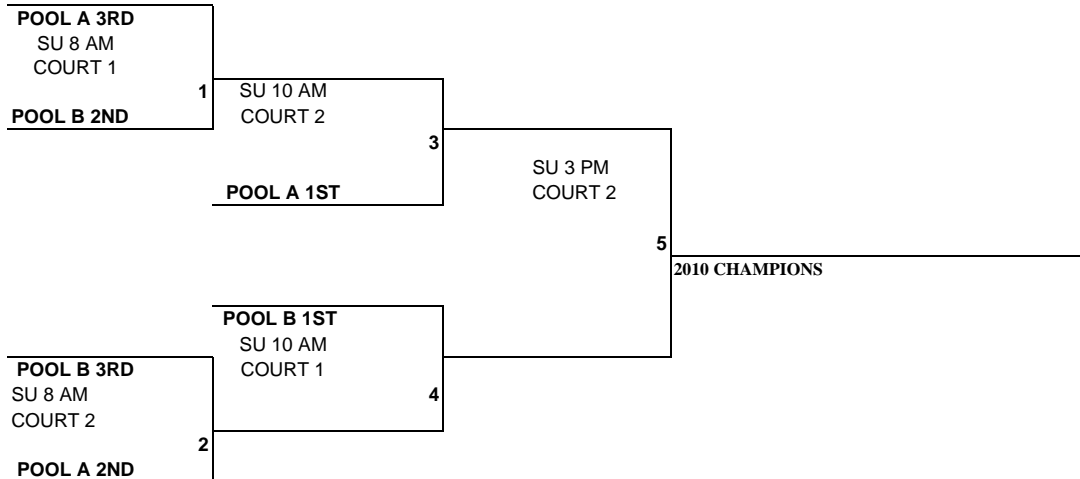 POOL A 3RD
SU 8 AM
COURT 1
1
POOL B 2ND
SU 10 AM
COURT 2
3
POOL A 1ST
SU 3 PM
COURT 2
5
2010 CHAMPIONS
POOL B 1ST
SU 10 AM
COURT 1
4
POOL B 3RD
SU 8 AM
COURT 2
2
POOL A 2ND